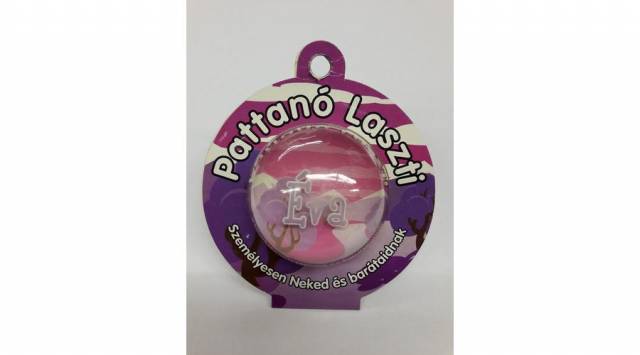 Pattanó Laszti
Éva
Személyesen Neked és barátaidnak